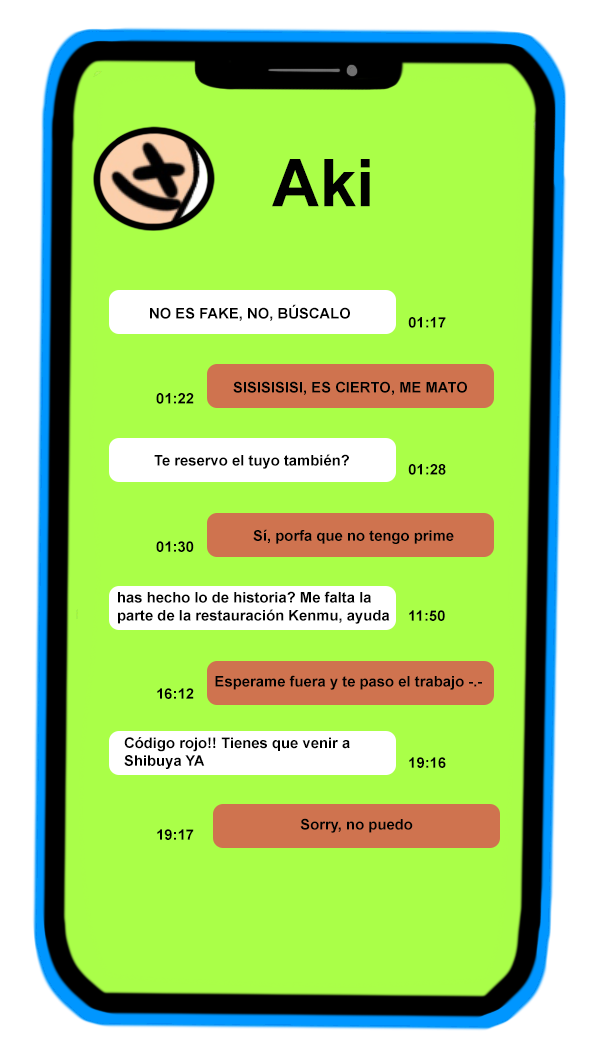 Aki
NO ES FAKE, NO, BÚSCALO
01:17
SISISISISI, ES CIERTO, ME MATO
01:22
Te reservo el tuyo también?
01:28
Sí, porfa que no tengo prime
01:30
has hecho lo de historia? Me falta la
parte de la restauración Kenmu, ayuda
11:50
Esperame fuera y te paso el trabajo -.-
16:12
Código rojo!! Tienes que venir a
Shibuya YA
19:16
Sorry, no puedo
19:17